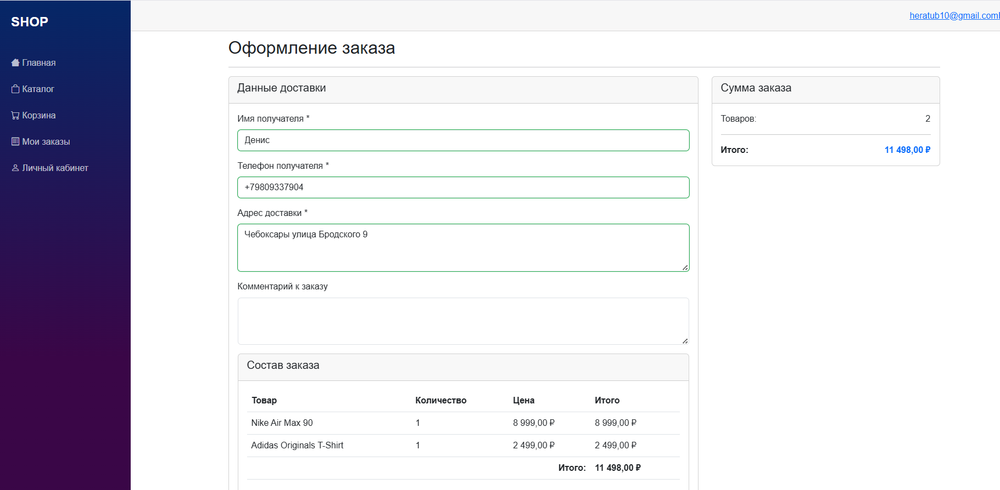 SHOP
Главная
Каталог
Корзина
Мои заказы
Личный кабинет
heratub10@gmail.com
Оформление заказа
Данные доставки
Имя получателя *
Денис
Телефон получателя *
+79809337904
Адрес доставки *
Чебоксары улица Бродского 9
Комментарий к заказу
Состав заказа
Товар Количество Цена Итого
Nike Air Max 90 1 8 999,00 ₽ 8 999,00 ₽
Adidas Originals T-Shirt 1 2 499,00 ₽ 2 499,00 ₽
Итого: 11 498,00 ₽
Сумма заказа
Товаров: 2
Итого: 11 498,00 ₽